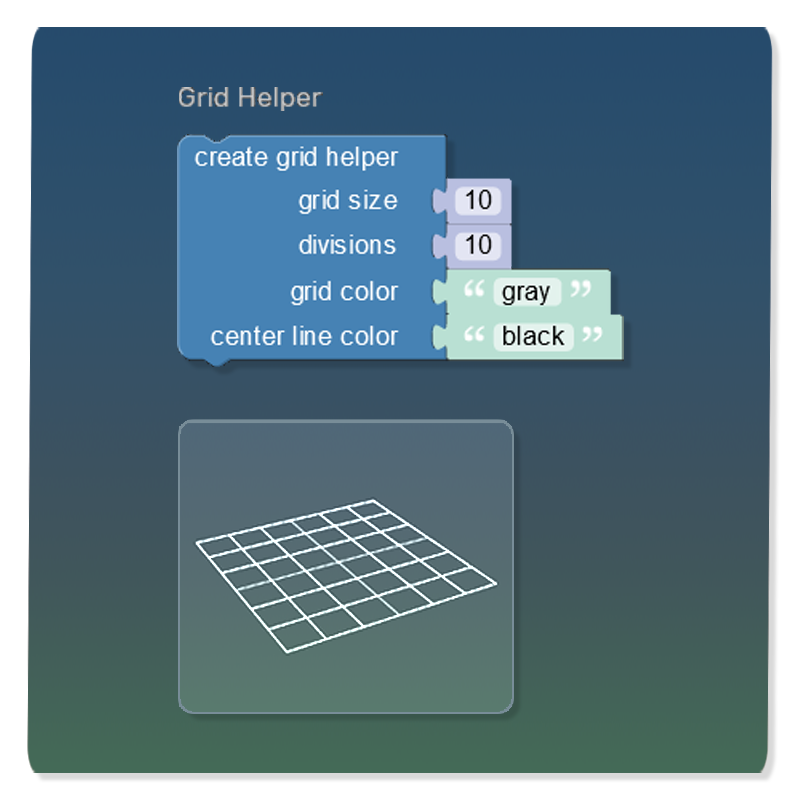 Grid Helper
create grid helper
grid size 10
divisions 10
grid color “ gray ”
center line color “ black ”